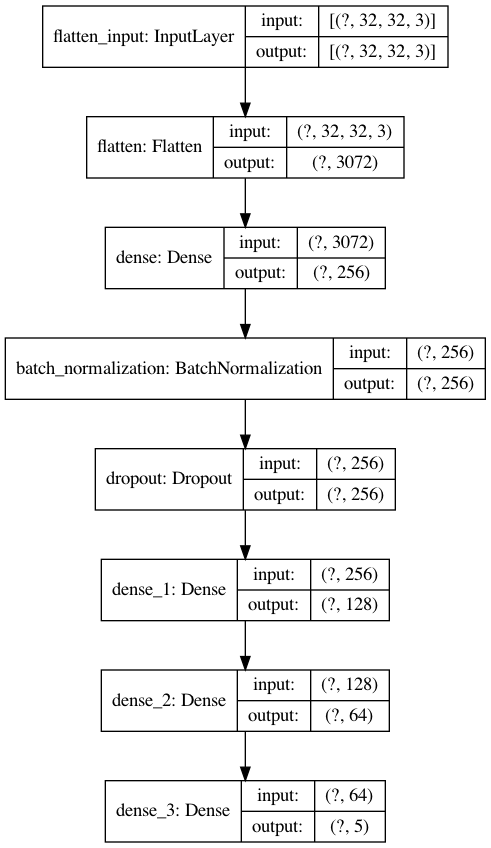 flatten_input: InputLayer
input: [(?, 32, 32, 3)]
output: [(?, 32, 32, 3)]
flatten: Flatten
input: (?, 32, 32, 3)
output: (?, 3072)
dense: Dense
input: (?, 3072)
output: (?, 256)
batch_normalization: BatchNormalization
input: (?, 256)
output: (?, 256)
dropout: Dropout
input: (?, 256)
output: (?, 256)
dense_1: Dense
input: (?, 256)
output: (?, 128)
dense_2: Dense
input: (?, 128)
output: (?, 64)
dense_3: Dense
input: (?, 64)
output: (?, 5)